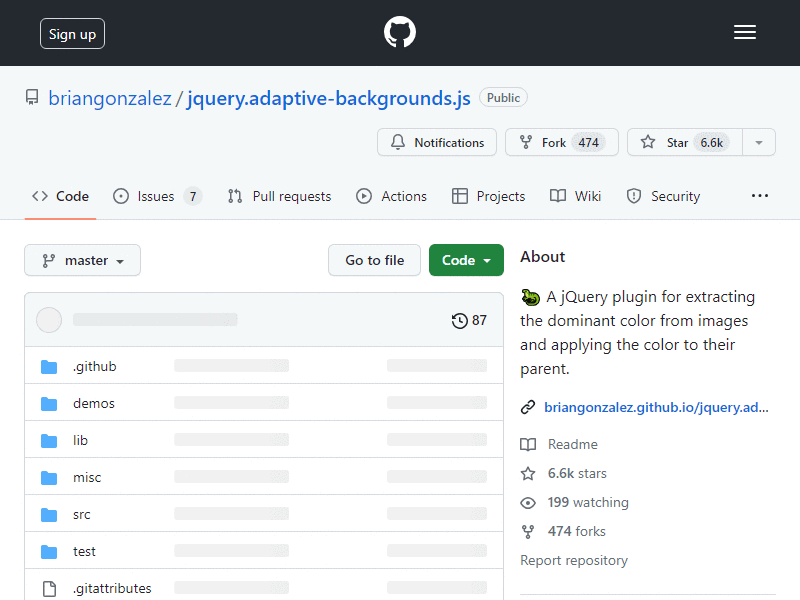 Sign up
briangonzalez / jquery.adaptive-backgrounds.js Public
Notifications Fork 474 Star 6.6k
Code Issues 7 Pull requests Actions Projects Wiki Security
master Go to file Code
87
.github
demos
lib
misc
src
test
.gitattributes
About
A jQuery plugin for extracting
the dominant color from images
and applying the color to their
parent.
briangonzalez.github.io/jquery.ad...
Readme
6.6k stars
199 watching
474 forks
Report repository